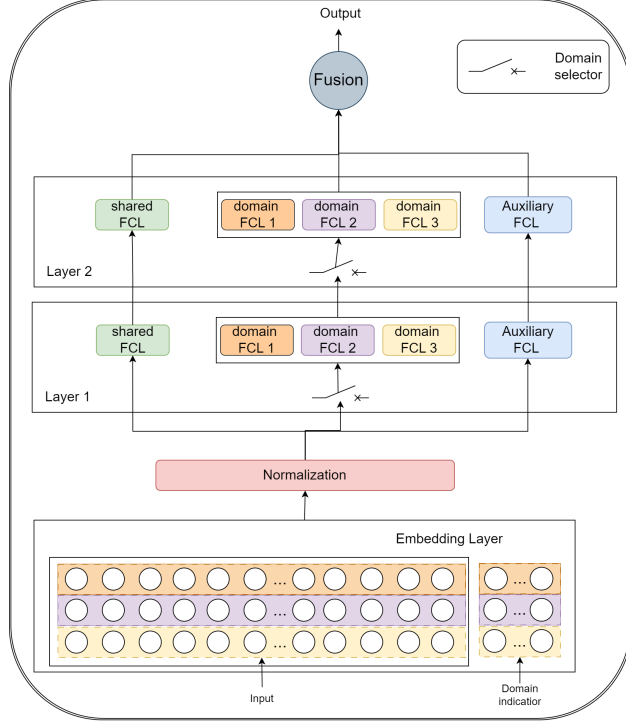 Output
Fusion
Domain
selector
shared
FCL
domain
FCL 1
domain
FCL 2
domain
FCL 3
Auxiliary
FCL
Layer 2
shared
FCL
domain
FCL 1
domain
FCL 2
domain
FCL 3
Auxiliary
FCL
Layer 1
Normalization
Embedding Layer
...
...
...
...
...
...
Input
Domain
indicatior